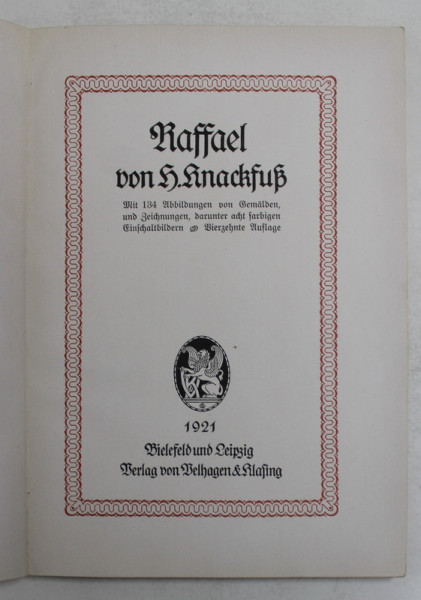 Raffael
von H. Knackfuß
Mit 134 Abbildungen von Gemälden,
und Zeichnungen, darunter acht farbigen
Einschaltbildern Vierzehnte Auflage
1921
Bielefeld und Leipzig
Verlag von Velhagen & Klasing